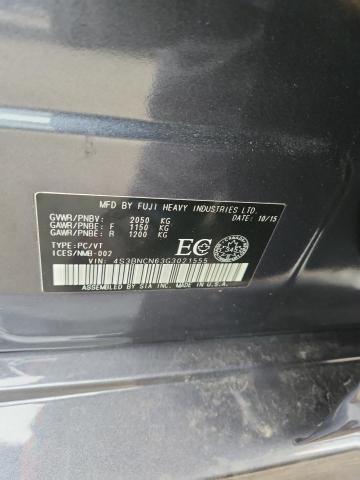 MFD BY FUJI HEAVY INDUSTRIES LTD.
GVWR/PNBV: 2050 KG DATE: 10/15
GAWR/PNBE: F 1150 KG
GAWR/PNBE: R 1200 KG
TYPE:PC/VT EC
ICES/NMB-002
VIN: 4S3BNCN63G3021555
ASSEMBLED BY SIA INC. IN U.S.A.